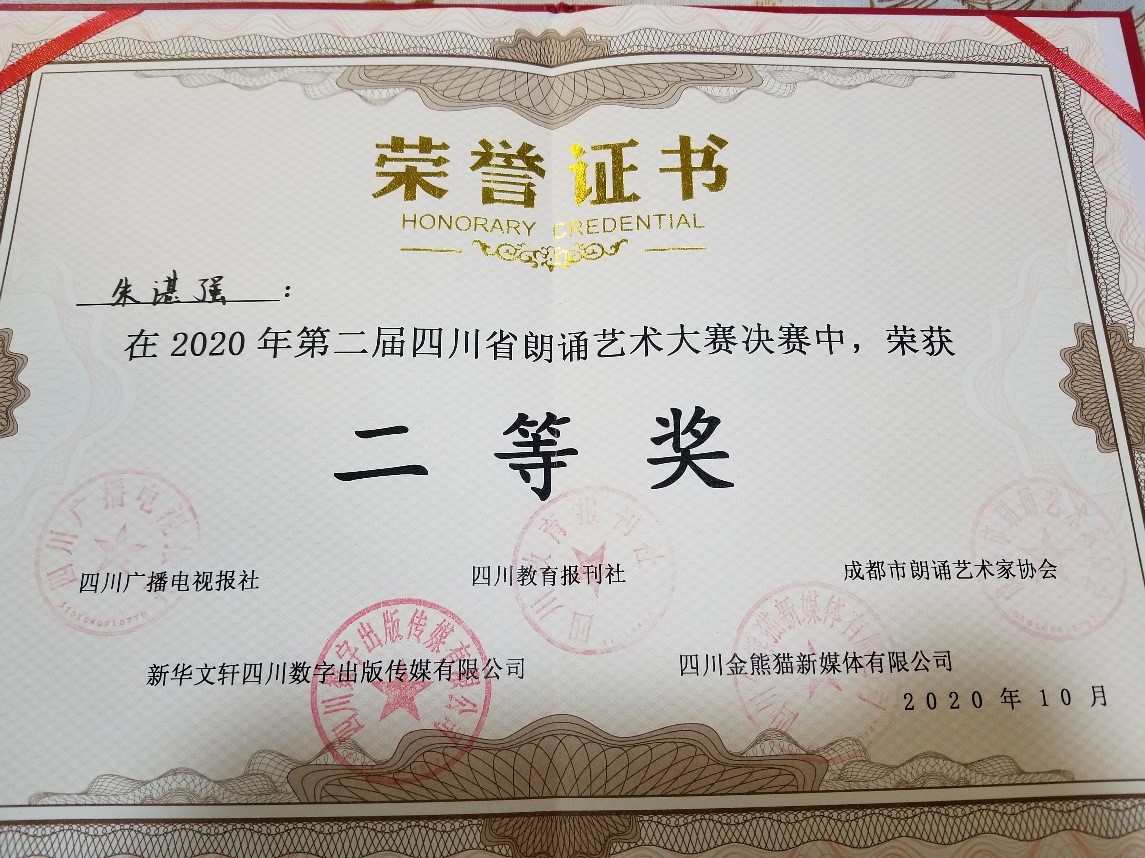 荣誉证书
HONORARY CREDENTIAL
朱湛强:
在2020年第二届四川省朗诵艺术大赛决赛中,荣获
二等奖
四川广播电视报社
四川教育报刊社
成都市朗诵艺术家协会
新华文轩四川数字出版传媒有限公司
四川金熊猫新媒体有限公司
2020年10月